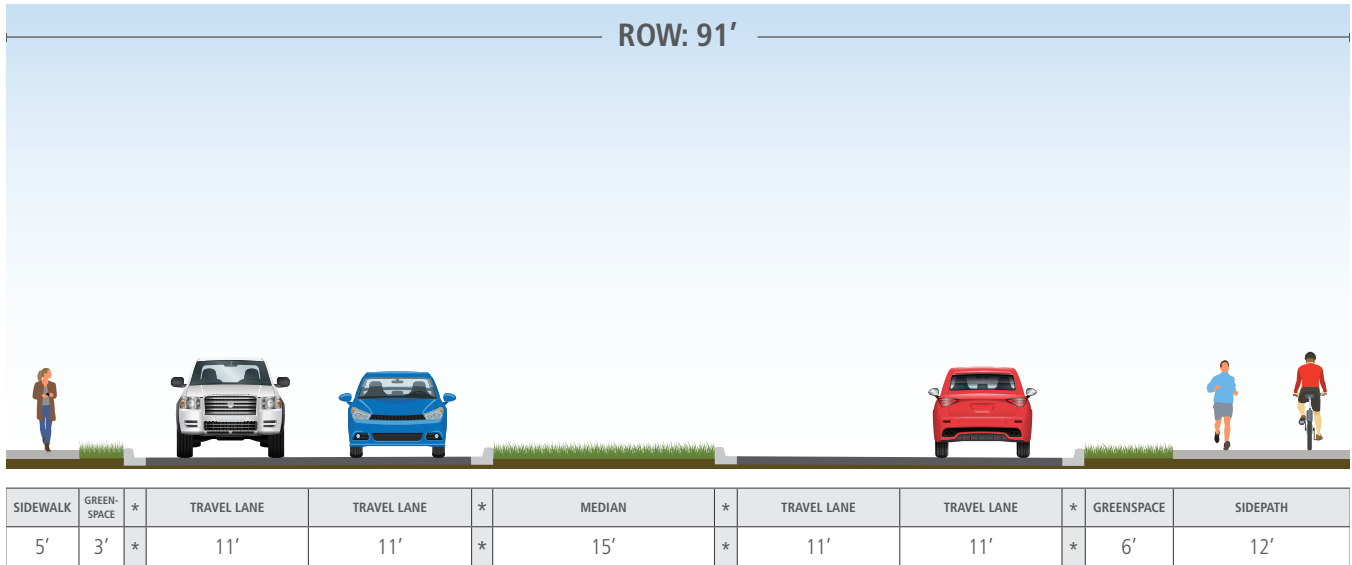 ROW: 91’
SIDEWALK GREEN-SPACE * TRAVEL LANE TRAVEL LANE * MEDIAN * TRAVEL LANE TRAVEL LANE * GREENSPACE SIDEPATH
5’ 3’ * 11’ 11’ * 15’ * 11’ 11’ * 6’ 12’